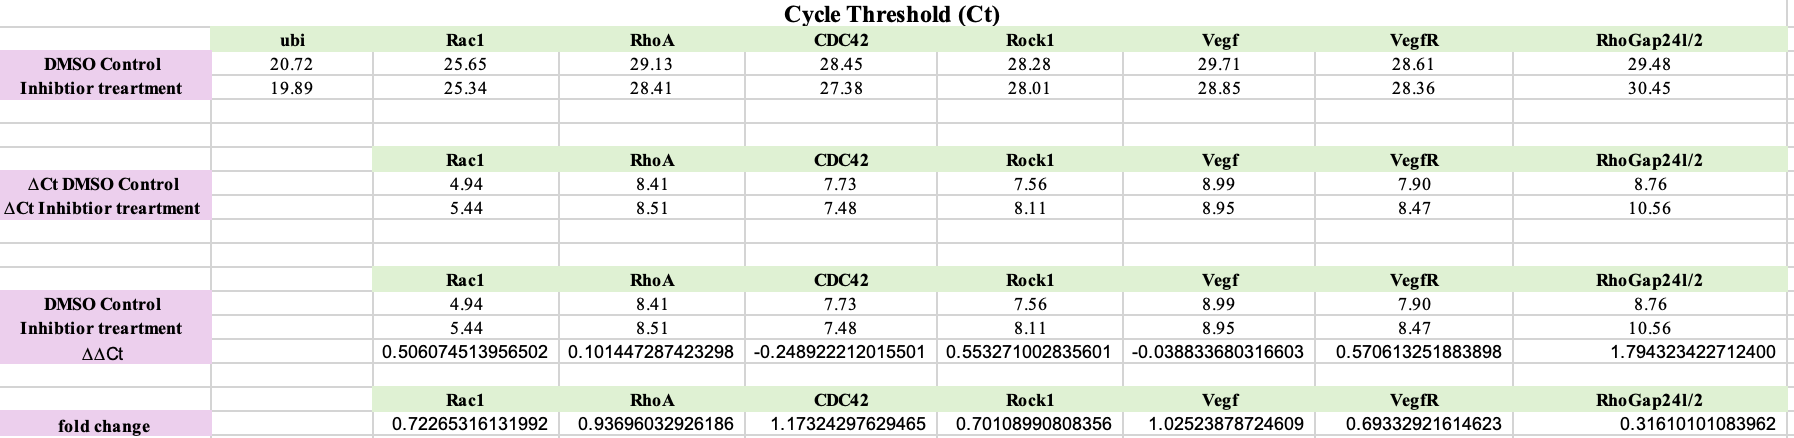 Cycle Threshold (Ct)
ubi Rac1 RhoA CDC42 Rock1 Vegf VegfR RhoGap24l/2
DMSO Control 20.72 25.65 29.13 28.45 28.28 29.71 28.61 29.48
Inhibtior treartment 19.89 25.34 28.41 27.38 28.01 28.85 28.36 30.45
Rac1 RhoA CDC42 Rock1 Vegf VegfR RhoGap24l/2
ΔCt DMSO Control 4.94 8.41 7.73 7.56 8.99 7.90 8.76
ΔCt Inhibtior treartment 5.44 8.51 7.48 8.11 8.95 8.47 10.56
Rac1 RhoA CDC42 Rock1 Vegf VegfR RhoGap24l/2
DMSO Control 4.94 8.41 7.73 7.56 8.99 7.90 8.76
Inhibtior treartment 5.44 8.51 7.48 8.11 8.95 8.47 10.56
ΔΔCt 0.506074513956502 0.101447287423298 -0.248922212015501 0.553271002835601 -0.038833680316603 0.570613251883898 1.794323422712400
Rac1 RhoA CDC42 Rock1 Vegf VegfR RhoGap24l/2
fold change 0.72265316131992 0.93696032926186 1.17324297629465 0.70108990808356 1.02523878724609 0.69332921614623 0.31610101083962